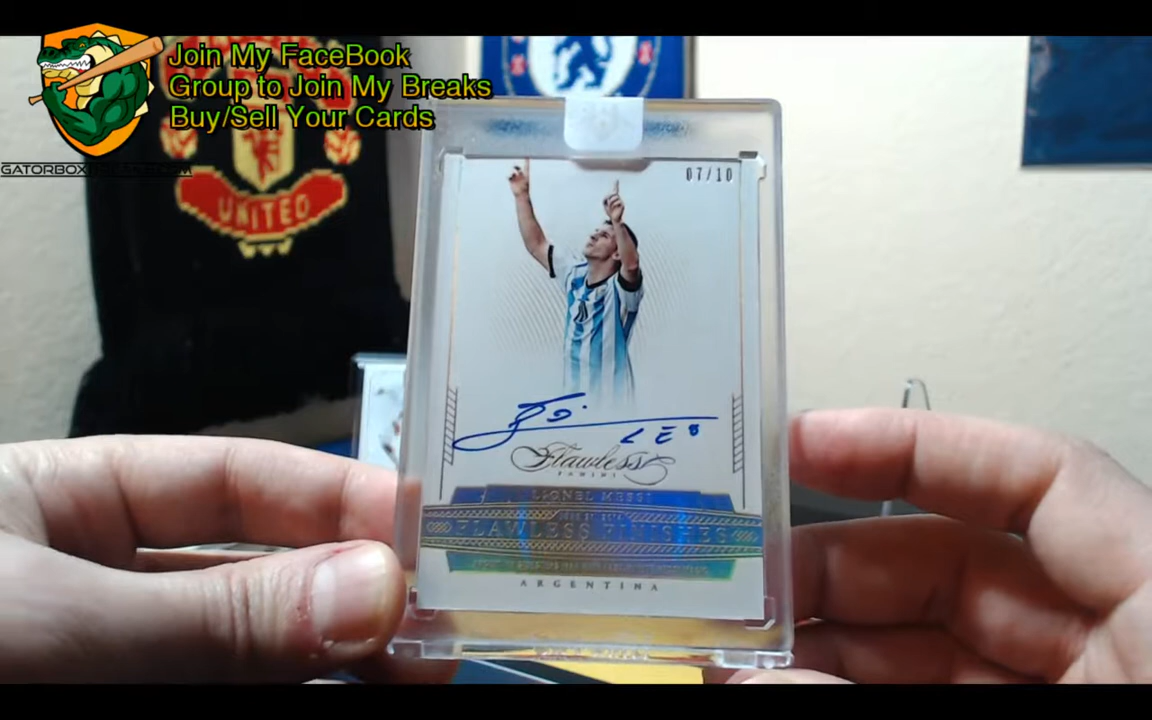 Join My FaceBook
Group to Join My Breaks
Buy/Sell Your Cards
UNITED
07/10
LEO
Flawless
PANINI
LIONEL MESSI
FLAWLESS FINISHES
ARGENTINA